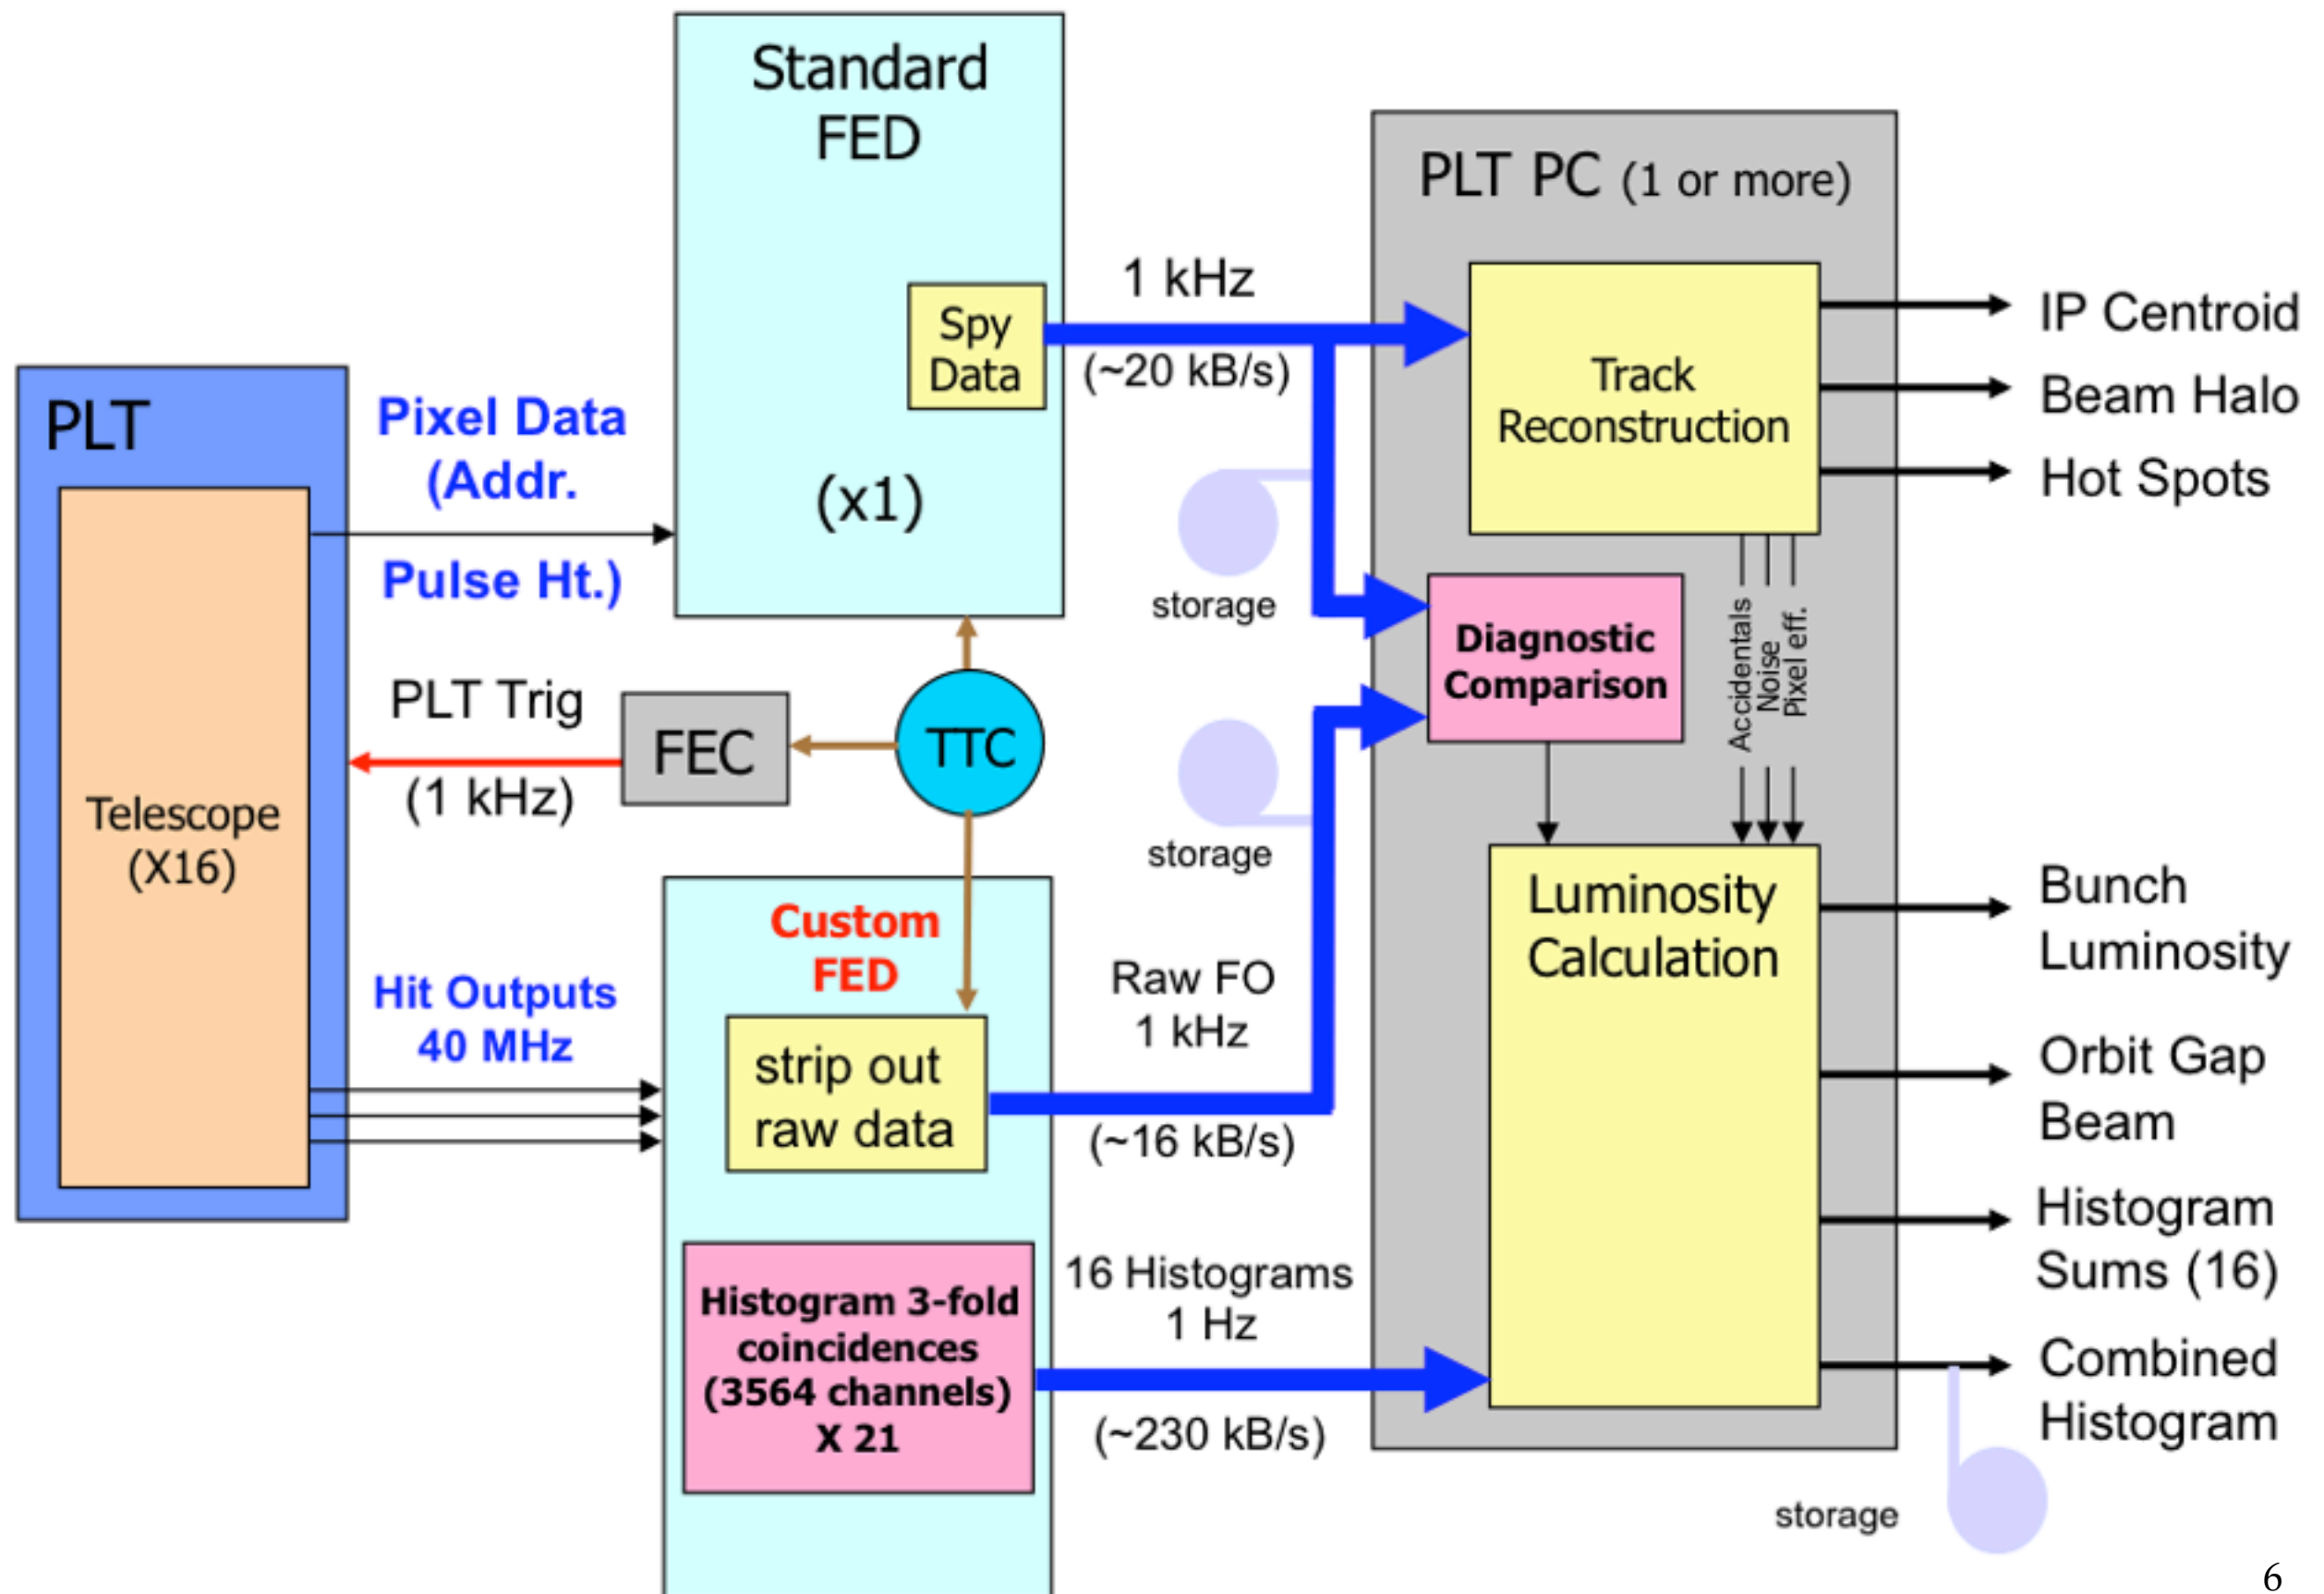 Standard
FED
Spy
Data
(x1)
PLT
Telescope
(X16)
Pixel Data
(Addr.
Pulse Ht.)
PLT Trig
(1 kHz)
FEC
TTC
Hit Outputs
40 MHz
Custom
FED
strip out
raw data
Histogram 3-fold
coincidences
(3564 channels)
X 21
1 kHz
(~20 kB/s)
storage
storage
Raw FO
1 kHz
(~16 kB/s)
16 Histograms
1 Hz
(~230 kB/s)
PLT PC (1 or more)
Track
Reconstruction
Diagnostic
Comparison
Accidentals
Noise
Pixel eff.
Luminosity
Calculation
IP Centroid
Beam Halo
Hot Spots
Bunch
Luminosity
Orbit Gap
Beam
Histogram
Sums (16)
Combined
Histogram
storage
6